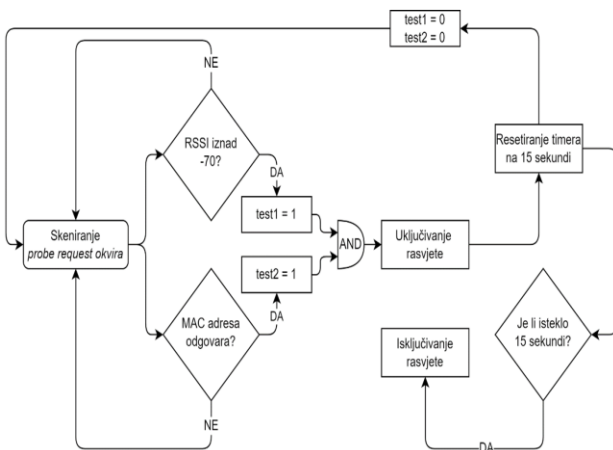 test1 = 0
test2 = 0
NE
RSSI iznad
-70?
DA
test1 = 1
Resetiranje timera
na 15 sekundi
Skeniranje
probe request okvira
AND
Uključivanje
rasvjete
test2 = 1
DA
MAC adresa
odgovara?
NE
Isključivanje
rasvjete
Je li isteklo
15 sekundi?
DA